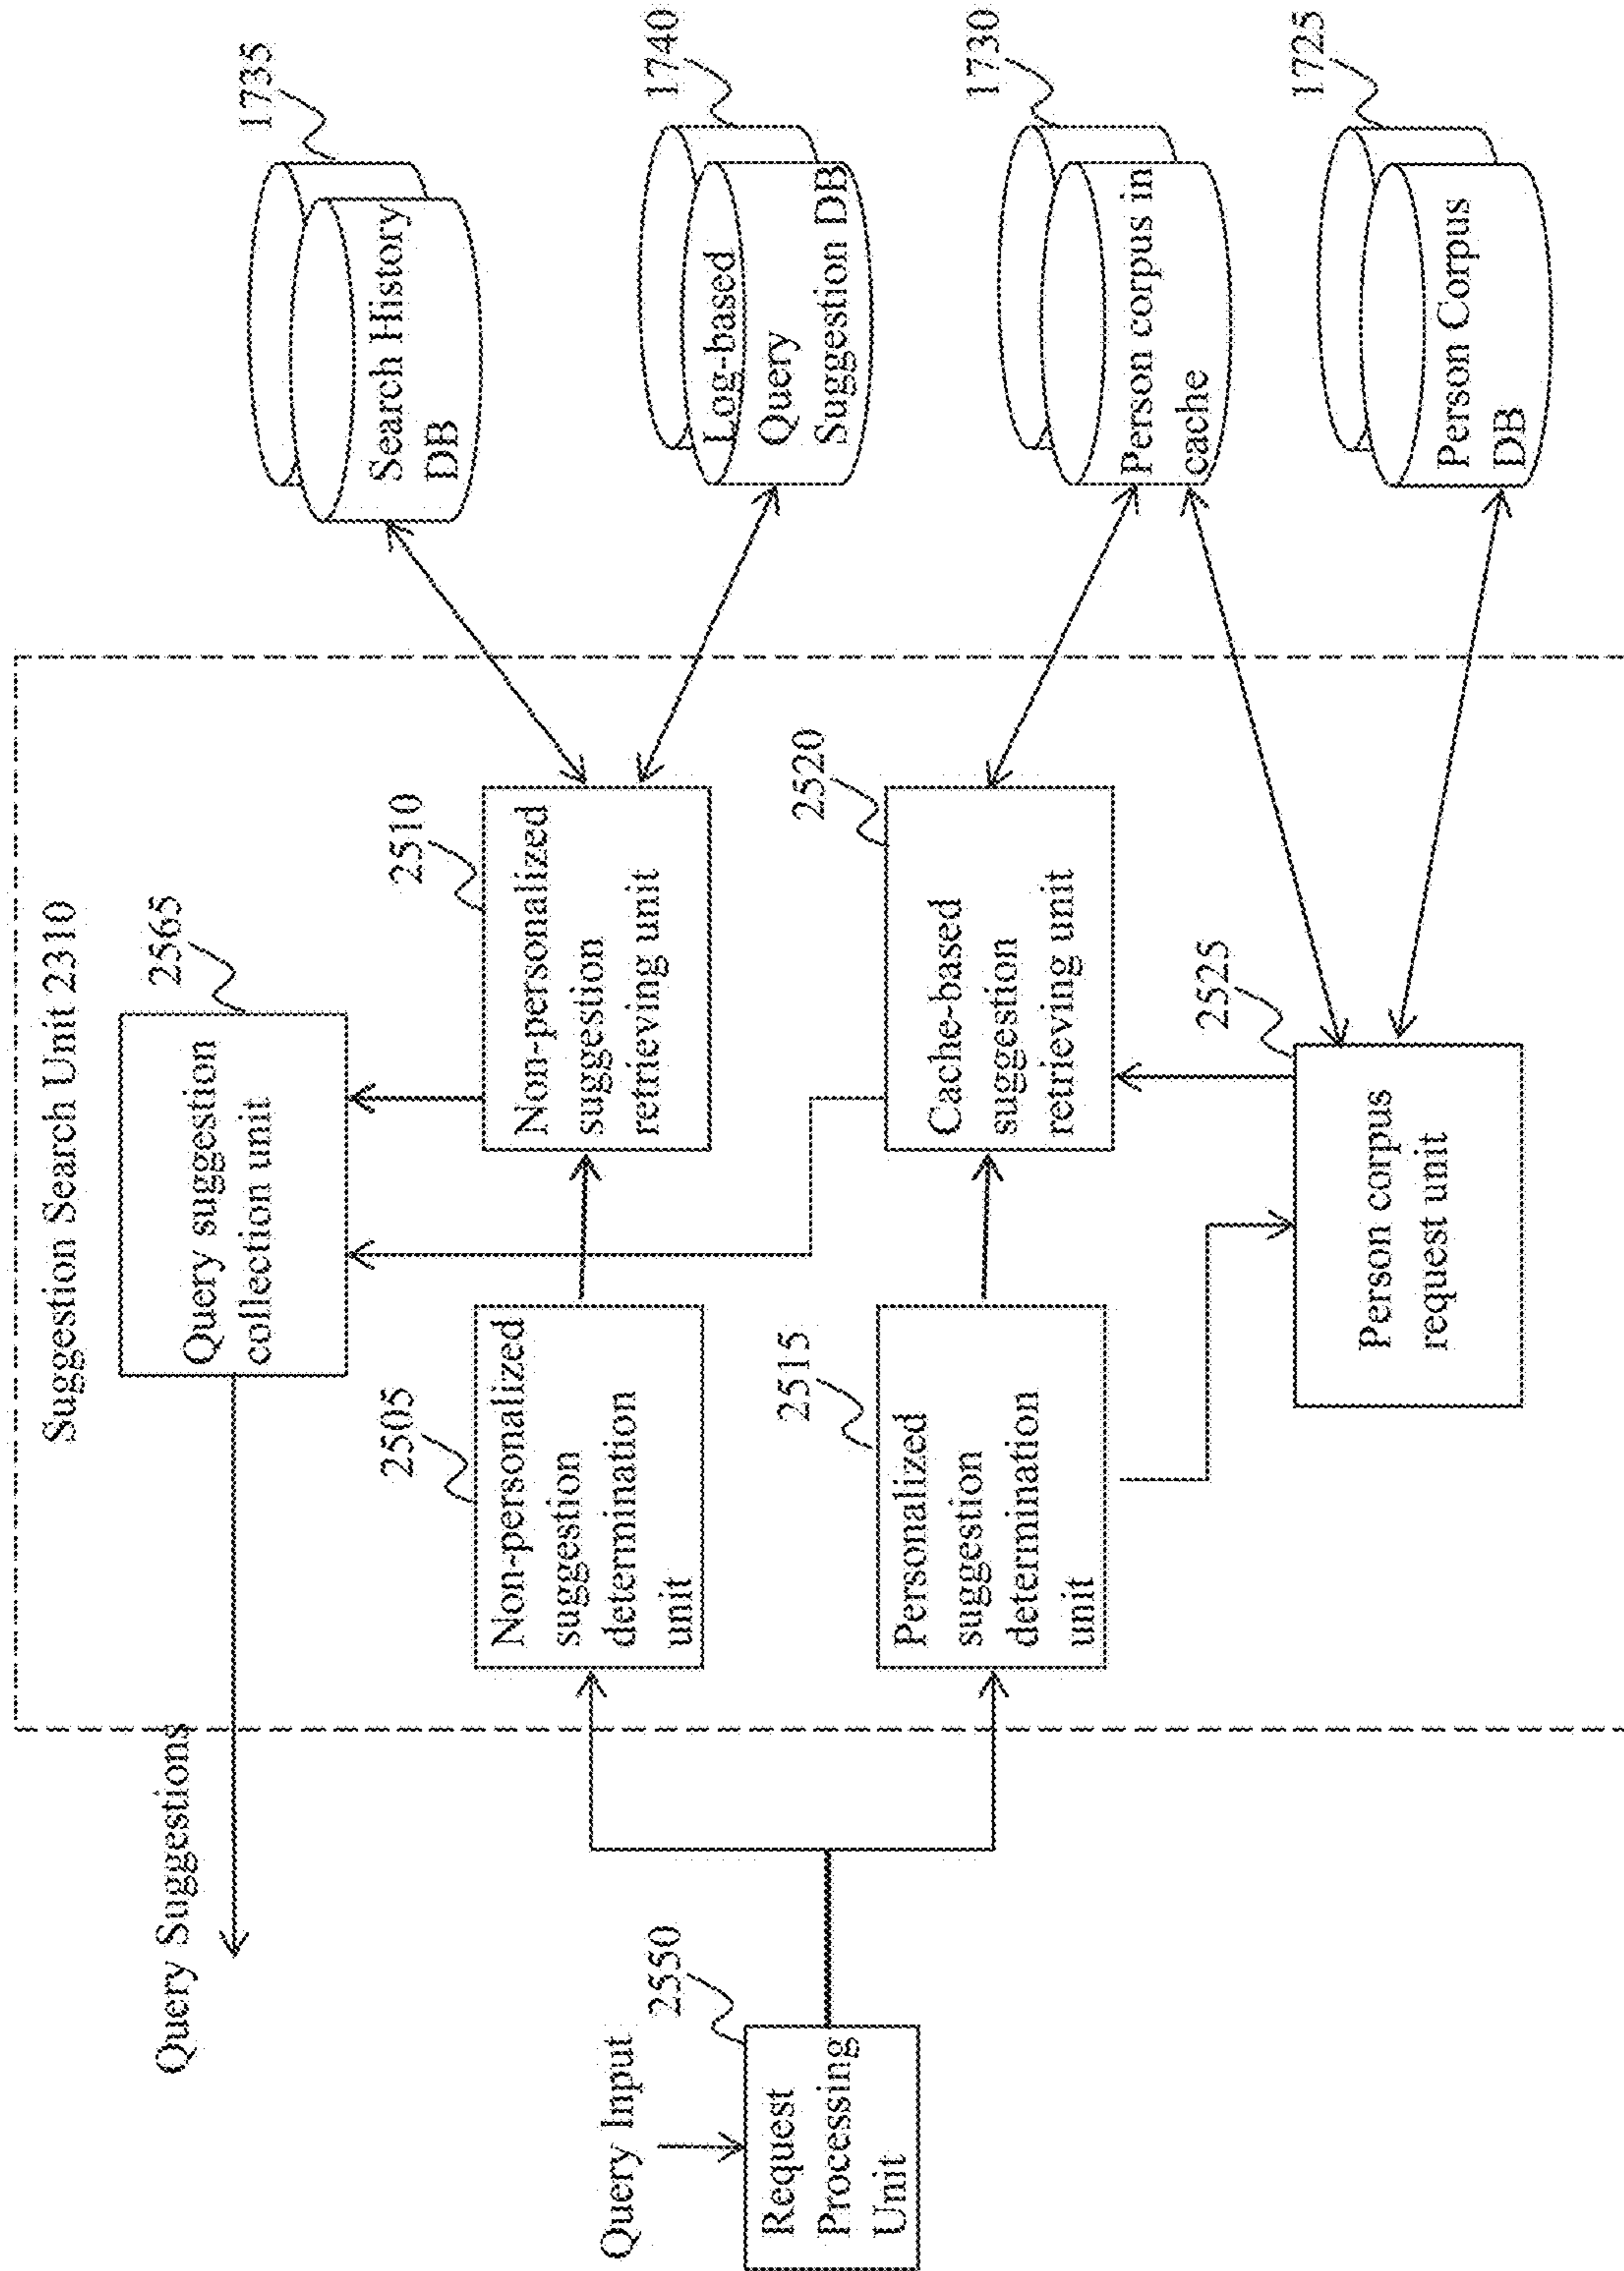 Suggestion Search Unit 2310
Query Suggestions
2565
Query suggestion
collection unit
1735
Search History
DB
2505
Non-personalized
suggestion
determination
unit
2510
Non-personalized
suggestion
retrieving unit
1740
Log-based
Query
Suggestion DB
Query Input
2550
Request
Processing
Unit
2515
Personalized
suggestion
determination
unit
2520
Cache-based
suggestion
retrieving unit
1730
Person corpus in
cache
2525
Person corpus
request unit
1725
Person Corpus
DB